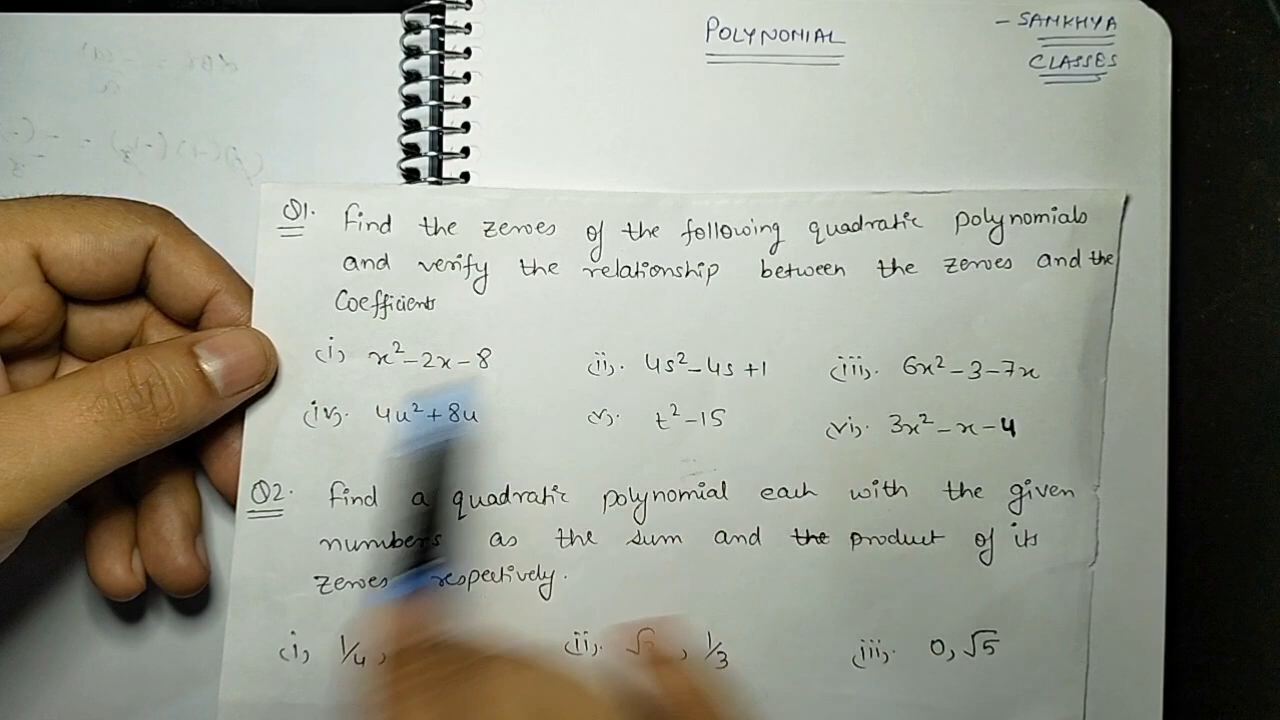 POLYNONIAL
- SAMKHYA
CLASSES
Q1. Find the zeroes of the following quadratic polynomials
and verify the relationship between the zeroes and the
Coefficients
(i) x²-2x-8 (ii). 4s²-4s+1 (iii). 6x²-3-7x
(iv). 4u²+8u (v). t²-15 (vi). 3x²-x-4
Q2. Find a quadratic polynomial each with the given
numbers as the sum and the product of its
zeroes respectively.
(i) 1/4, (ii). , 1/3 (iii). 0, √5